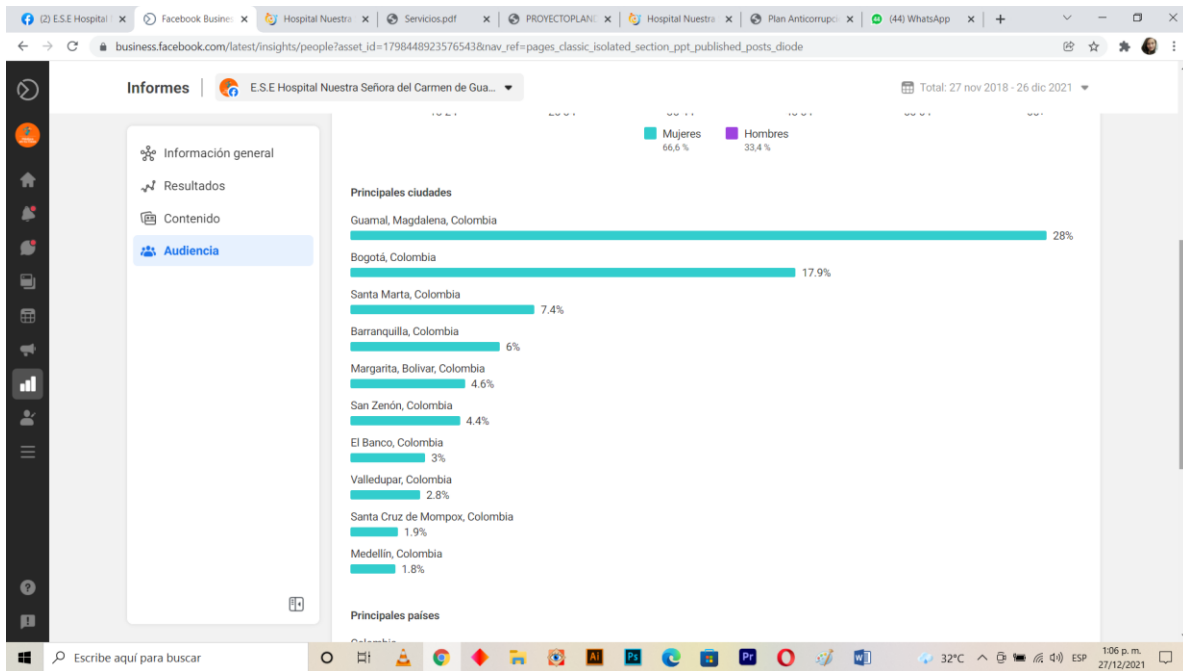 (2) E.S.E Hospital
Facebook Busines
Hospital Nuestra
Servicios.pdf
PROYECTOPLAN
Hospital Nuestra
Plan Anticorrupci
(44) WhatsApp
business.facebook.com/latest/insights/people?asset_id=1798448923576543&nav_ref=pages_classic_isolated_section_ppt_published_posts_diode
Informes
E.S.E Hospital Nuestra Señora del Carmen de Gua...
Total: 27 nov 2018 - 26 dic 2021
Información general
Resultados
Contenido
Audiencia
Mujeres
66,6 %
Hombres
33,4 %
Principales ciudades
Guamal, Magdalena, Colombia
28%
Bogotá, Colombia
17.9%
Santa Marta, Colombia
7.4%
Barranquilla, Colombia
6%
Margarita, Bolivar, Colombia
4.6%
San Zenón, Colombia
4.4%
El Banco, Colombia
3%
Valledupar, Colombia
2.8%
Santa Cruz de Mompox, Colombia
1.9%
Medellín, Colombia
1.8%
Principales países
Escribe aquí para buscar
Ai
Ps
Pr
32°C
ESP
1:06 p. m.
27/12/2021